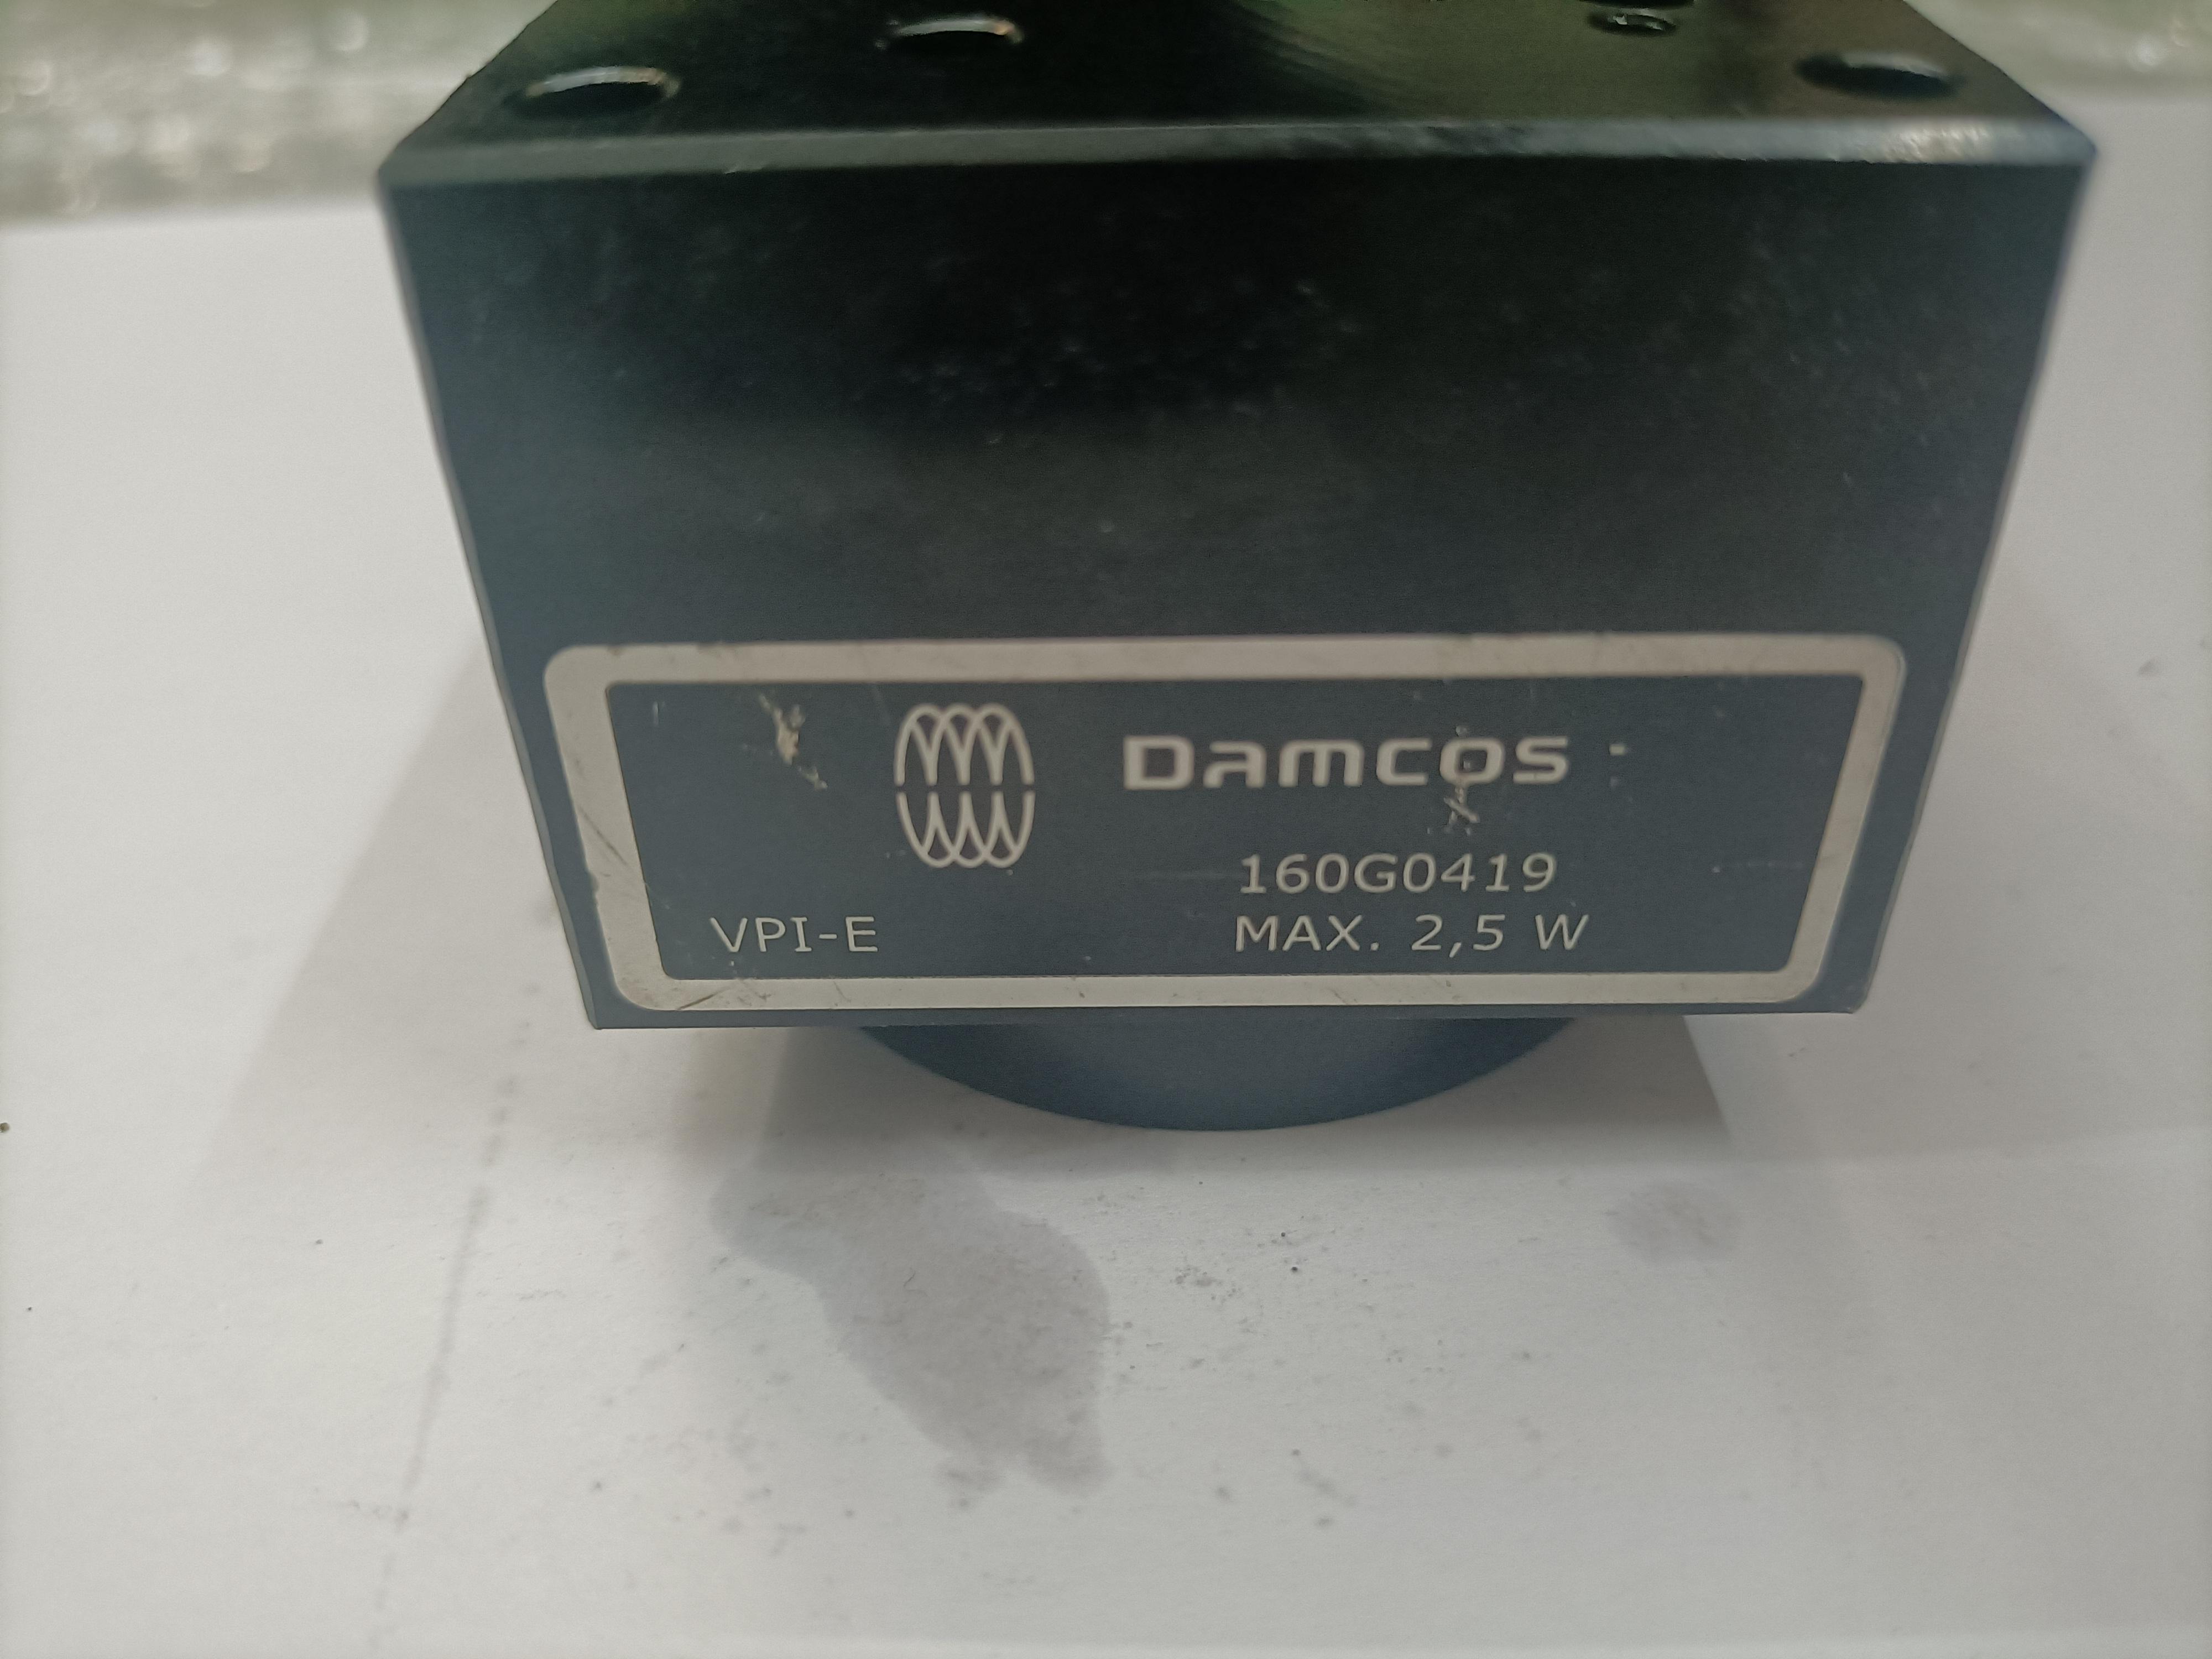 Damcos
160G0419
VPI-E MAX. 2,5 W